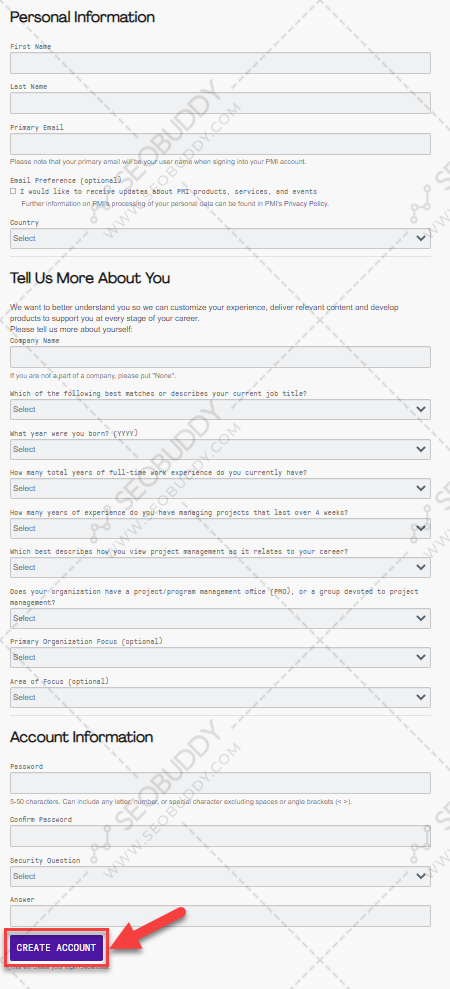 Personal Information
First Name
Last Name
Primary Email
Please note that your primary email will be your user name when signing into your PMI account.
Email Preference (optional)
I would like to receive updates about PMI products, services, and events
Further information on PMI's processing of your personal data can be found in PMI's Privacy Policy.
Country
Select
Tell Us More About You
We want to better understand you so we can customize your experience, deliver relevant content and develop
products to support you at every stage of your career.
Please tell us more about yourself:
Company Name
If you are not a part of a company, please put "None".
Which of the following best matches or describes your current job title?
Select
What year were you born? (YYYY)
Select
How many total years of full-time work experience do you currently have?
Select
How many years of experience do you have managing projects that last over 4 weeks?
Select
Which best describes how you view project management as it relates to your career?
Select
Does your organization have a project/program management office (PMO), or a group devoted to project
management?
Select
Primary Organization Focus (optional)
Select
Area of Focus (optional)
Select
Account Information
Password
5-50 characters. Can include any letter, number, or special character excluding spaces or angle brackets (< >).
Confirm Password
Security Question
Select
Answer
CREATE ACCOUNT
SEOBUDDY
WWW.SEOBUDDY.COM
SEOBUDDY
WWW.SEOBUDDY.COM
SEOBUDDY
WWW.SEOBUDDY.COM